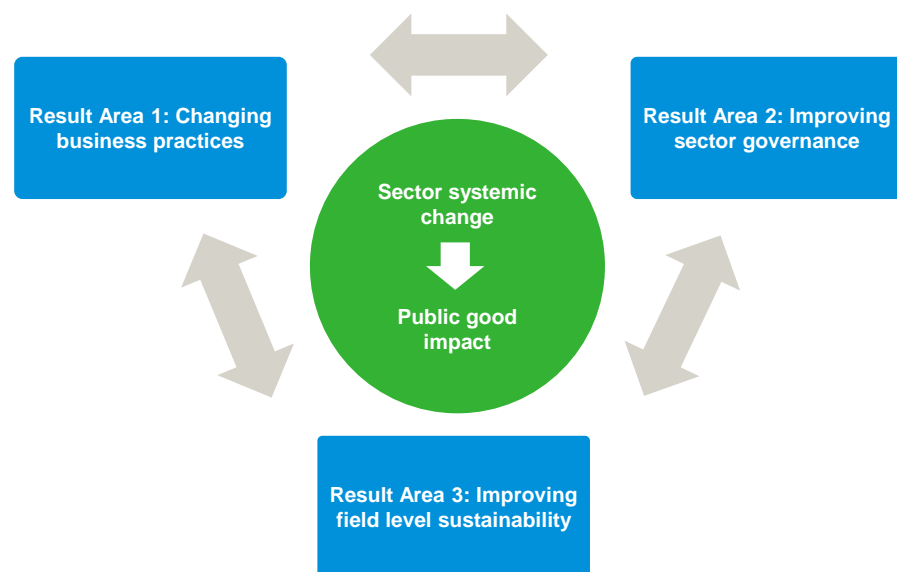 Result Area 1: Changing
business practices
Result Area 2: Improving
sector governance
Sector systemic
change
Public good
impact
Result Area 3: Improving
field level sustainability